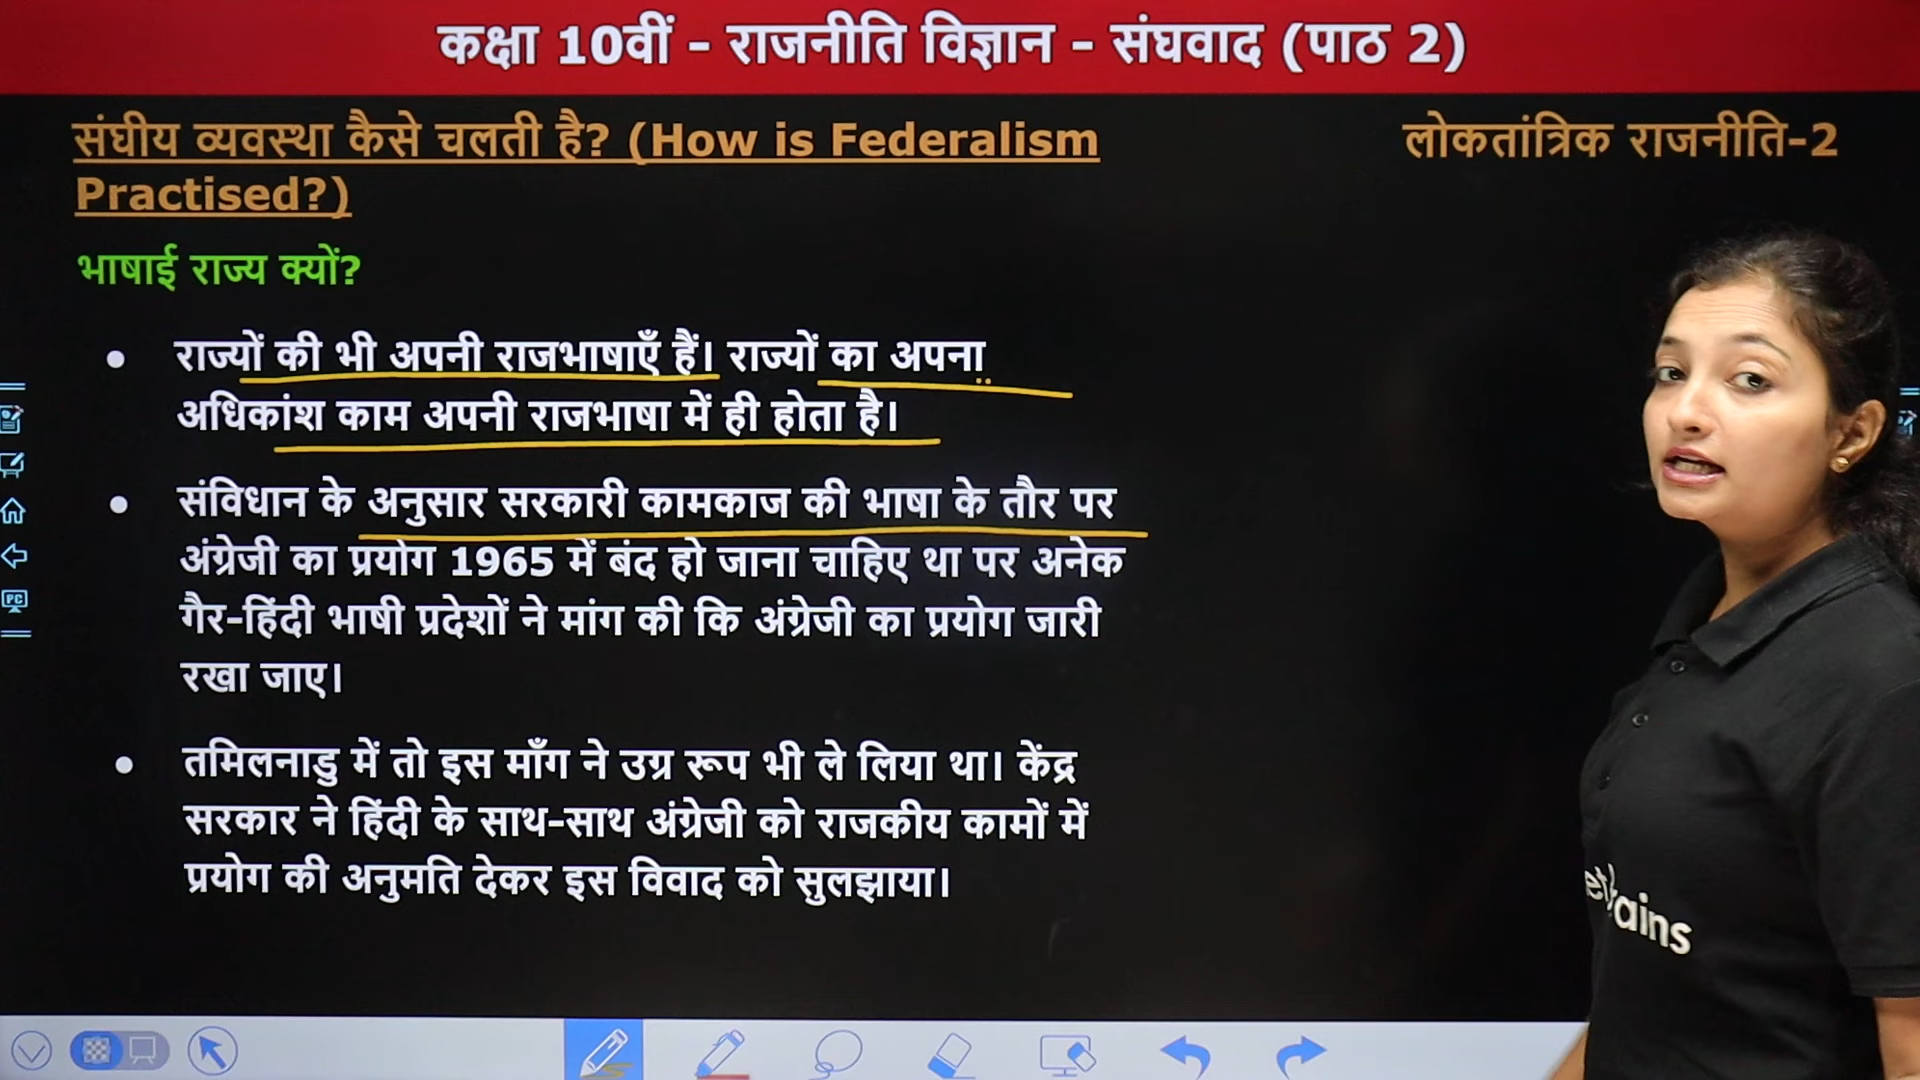 कक्षा 10वीं - राजनीति विज्ञान - संघवाद (पाठ 2)
संघीय व्यवस्था कैसे चलती है? (How is Federalism
Practised?)
लोकतांत्रिक राजनीति-2
भाषाई राज्य क्यों?
राज्यों की भी अपनी राजभाषाएँ हैं। राज्यों का अपना
अधिकांश काम अपनी राजभाषा में ही होता है।
संविधान के अनुसार सरकारी कामकाज की भाषा के तौर पर
अंग्रेजी का प्रयोग 1965 में बंद हो जाना चाहिए था पर अनेक
गैर-हिंदी भाषी प्रदेशों ने मांग की कि अंग्रेजी का प्रयोग जारी
रखा जाए।
तमिलनाडु में तो इस माँग ने उग्र रूप भी ले लिया था। केंद्र
सरकार ने हिंदी के साथ-साथ अंग्रेजी को राजकीय कामों में
प्रयोग की अनुमति देकर इस विवाद को सुलझाया।
PC